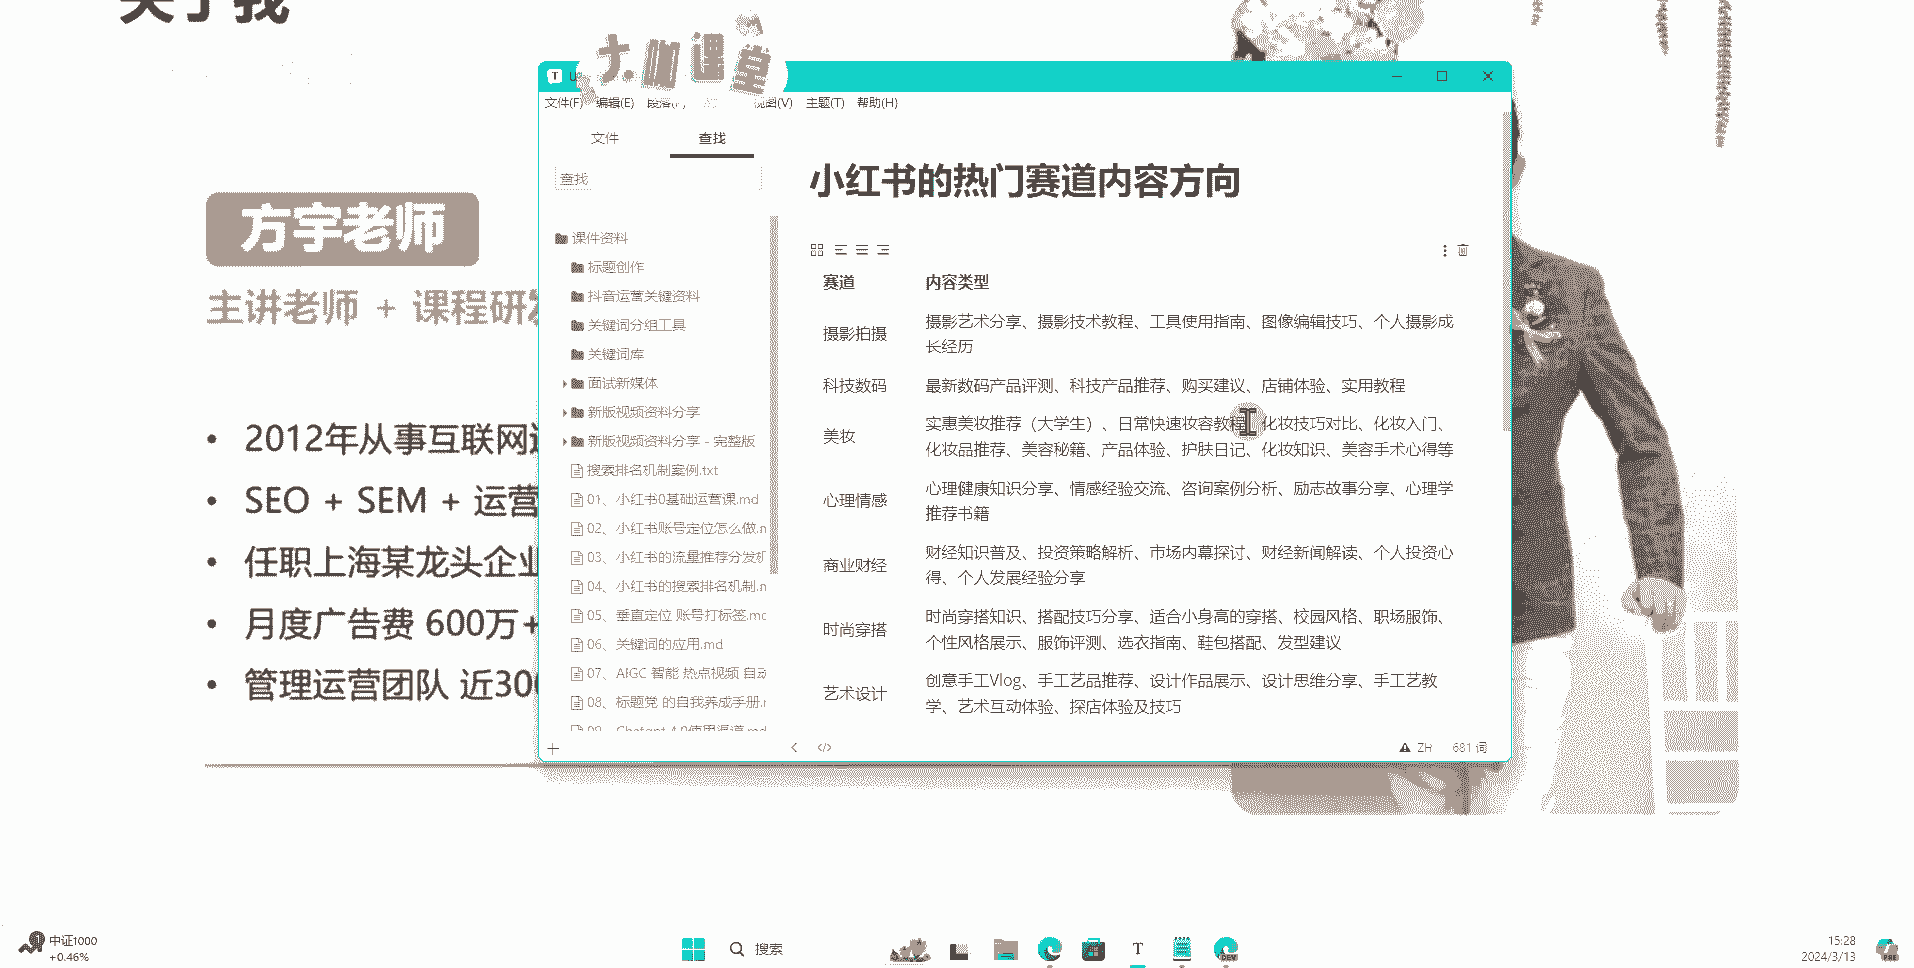 关于我
大咖课堂
方宇老师
主讲老师 + 课程研发
2012年从事互联网
SEO + SEM + 运营
任职上海某龙头企业
月度广告费 600万+
管理运营团队 近30
文件(F) 编辑(E) 段落 视图(V) 主题(T) 帮助(H)
文件 查找
查找
课件资料
标题创作
抖音运营关键资料
关键词分组工具
关键词库
面试新媒体
新版视频资料分享
新版视频资料分享 - 完整版
搜索排名机制案例.txt
01、小红书0基础运营课.md
02、小红书账号定位怎么做.
03、小红书的流量推荐分发机
04、小红书的搜索排名机制.
05、垂直定位 账号打标签.m
06、关键词的应用.md
07、AIGC 智能 热点视频 自动
08、标题党 的自我养成手册.
09、Chatgpt 4.0使用渠道.md
小红书的热门赛道内容方向
赛道 内容类型
摄影拍摄 摄影艺术分享、摄影技术教程、工具使用指南、图像编辑技巧、个人摄影成
长经历
科技数码 最新数码产品评测、科技产品推荐、购买建议、店铺体验、实用教程
美妆 实惠美妆推荐（大学生）、日常快速妆容教程、化妆技巧对比、化妆入门、
化妆品推荐、美容秘籍、产品体验、护肤日记、化妆知识、美容手术心得等
心理情感 心理健康知识分享、情感经验交流、咨询案例分析、励志故事分享、心理学
推荐书籍
商业财经 财经知识普及、投资策略解析、市场内幕探讨、财经新闻解读、个人投资心
得、个人发展经验分享
时尚穿搭 时尚穿搭知识、搭配技巧分享、适合小身高的穿搭、校园风格、职场服饰、
个性风格展示、服饰评测、选衣指南、鞋包搭配、发型建议
艺术设计 创意手工Vlog、手工艺品推荐、设计作品展示、设计思维分享、手工艺教
学、艺术互动体验、探店体验及技巧
ZH 681 词
中证1000
+0.46%
搜索
15:28
2024/3/13